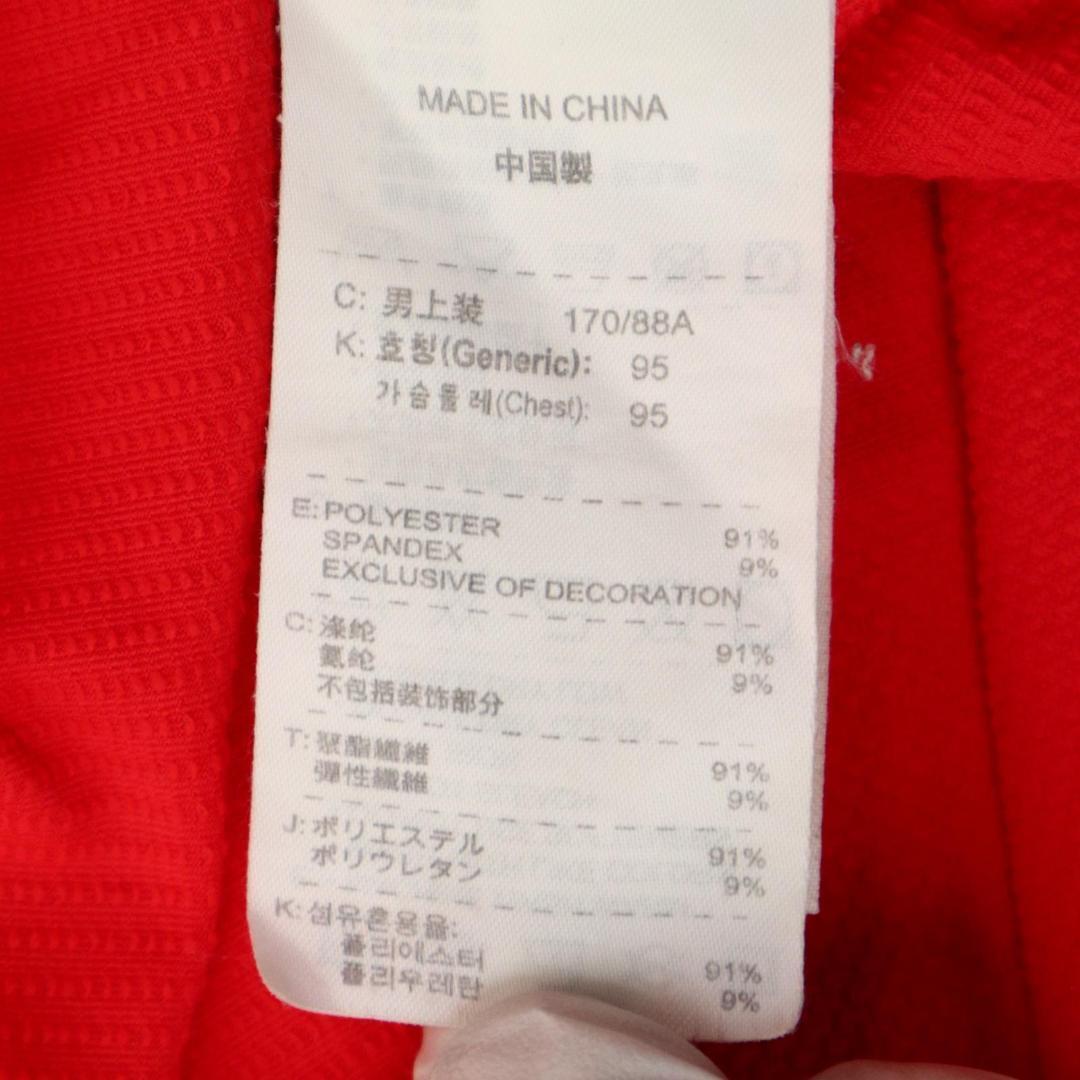 MADE IN CHINA
中国製
C: 男上装 170/88A
K: 호칭(Generic): 95
가슴둘레(Chest): 95
E: POLYESTER 91%
SPANDEX 9%
EXCLUSIVE OF DECORATION
C: 涤纶 91%
氨纶 9%
不包括装饰部分
T: 聚酯纖維 91%
彈性纖維 9%
J: ポリエステル 91%
ポリウレタン 9%
K: 섬유혼용율:
폴리에스터 91%
폴리우레탄 9%